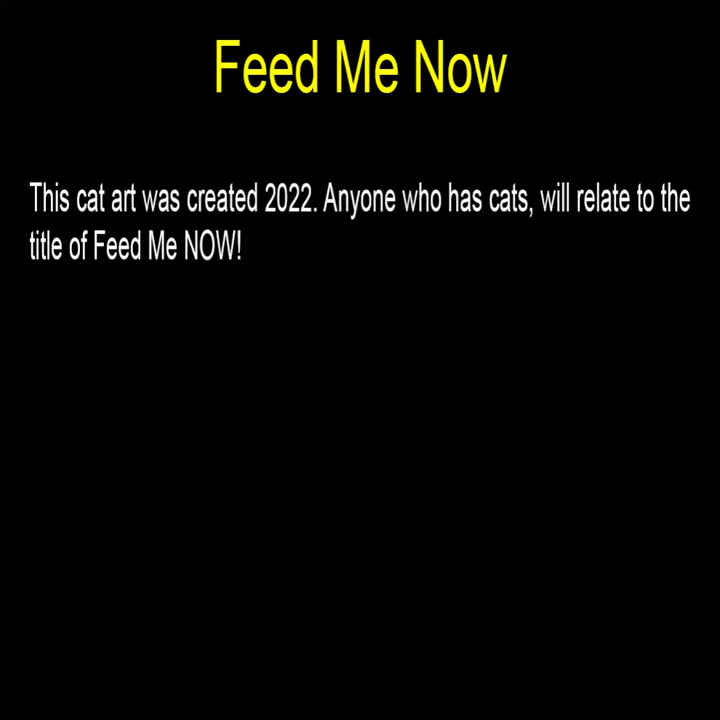 Feed Me Now
This cat art was created 2022. Anyone who has cats, will relate to the
title of Feed Me NOW!